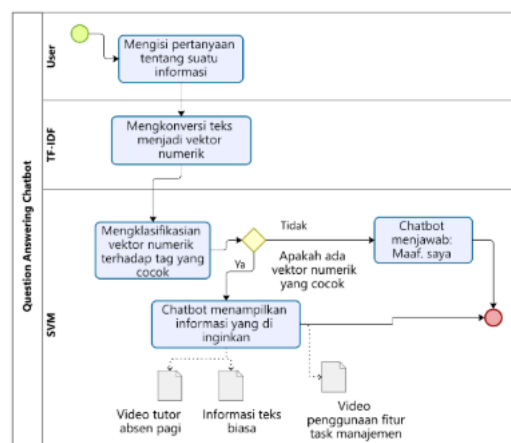 Question Answering Chatbot
User
Mengisi pertanyaan
tentang suatu
informasi
TF-IDF
Mengkonversi teks
menjadi vektor
numerik
SVM
Mengklasifikasian
vektor numerik
terhadap tag yang
cocok
Tidak
Apakah ada
vektor numerik
yang cocok
Ya
Chatbot
menjawab:
Maaf, saya
Chatbot menampilkan
informasi yang di
inginkan
Video tutor
absen pagi
Informasi teks
biasa
Video
penggunaan fitur
task manajemen